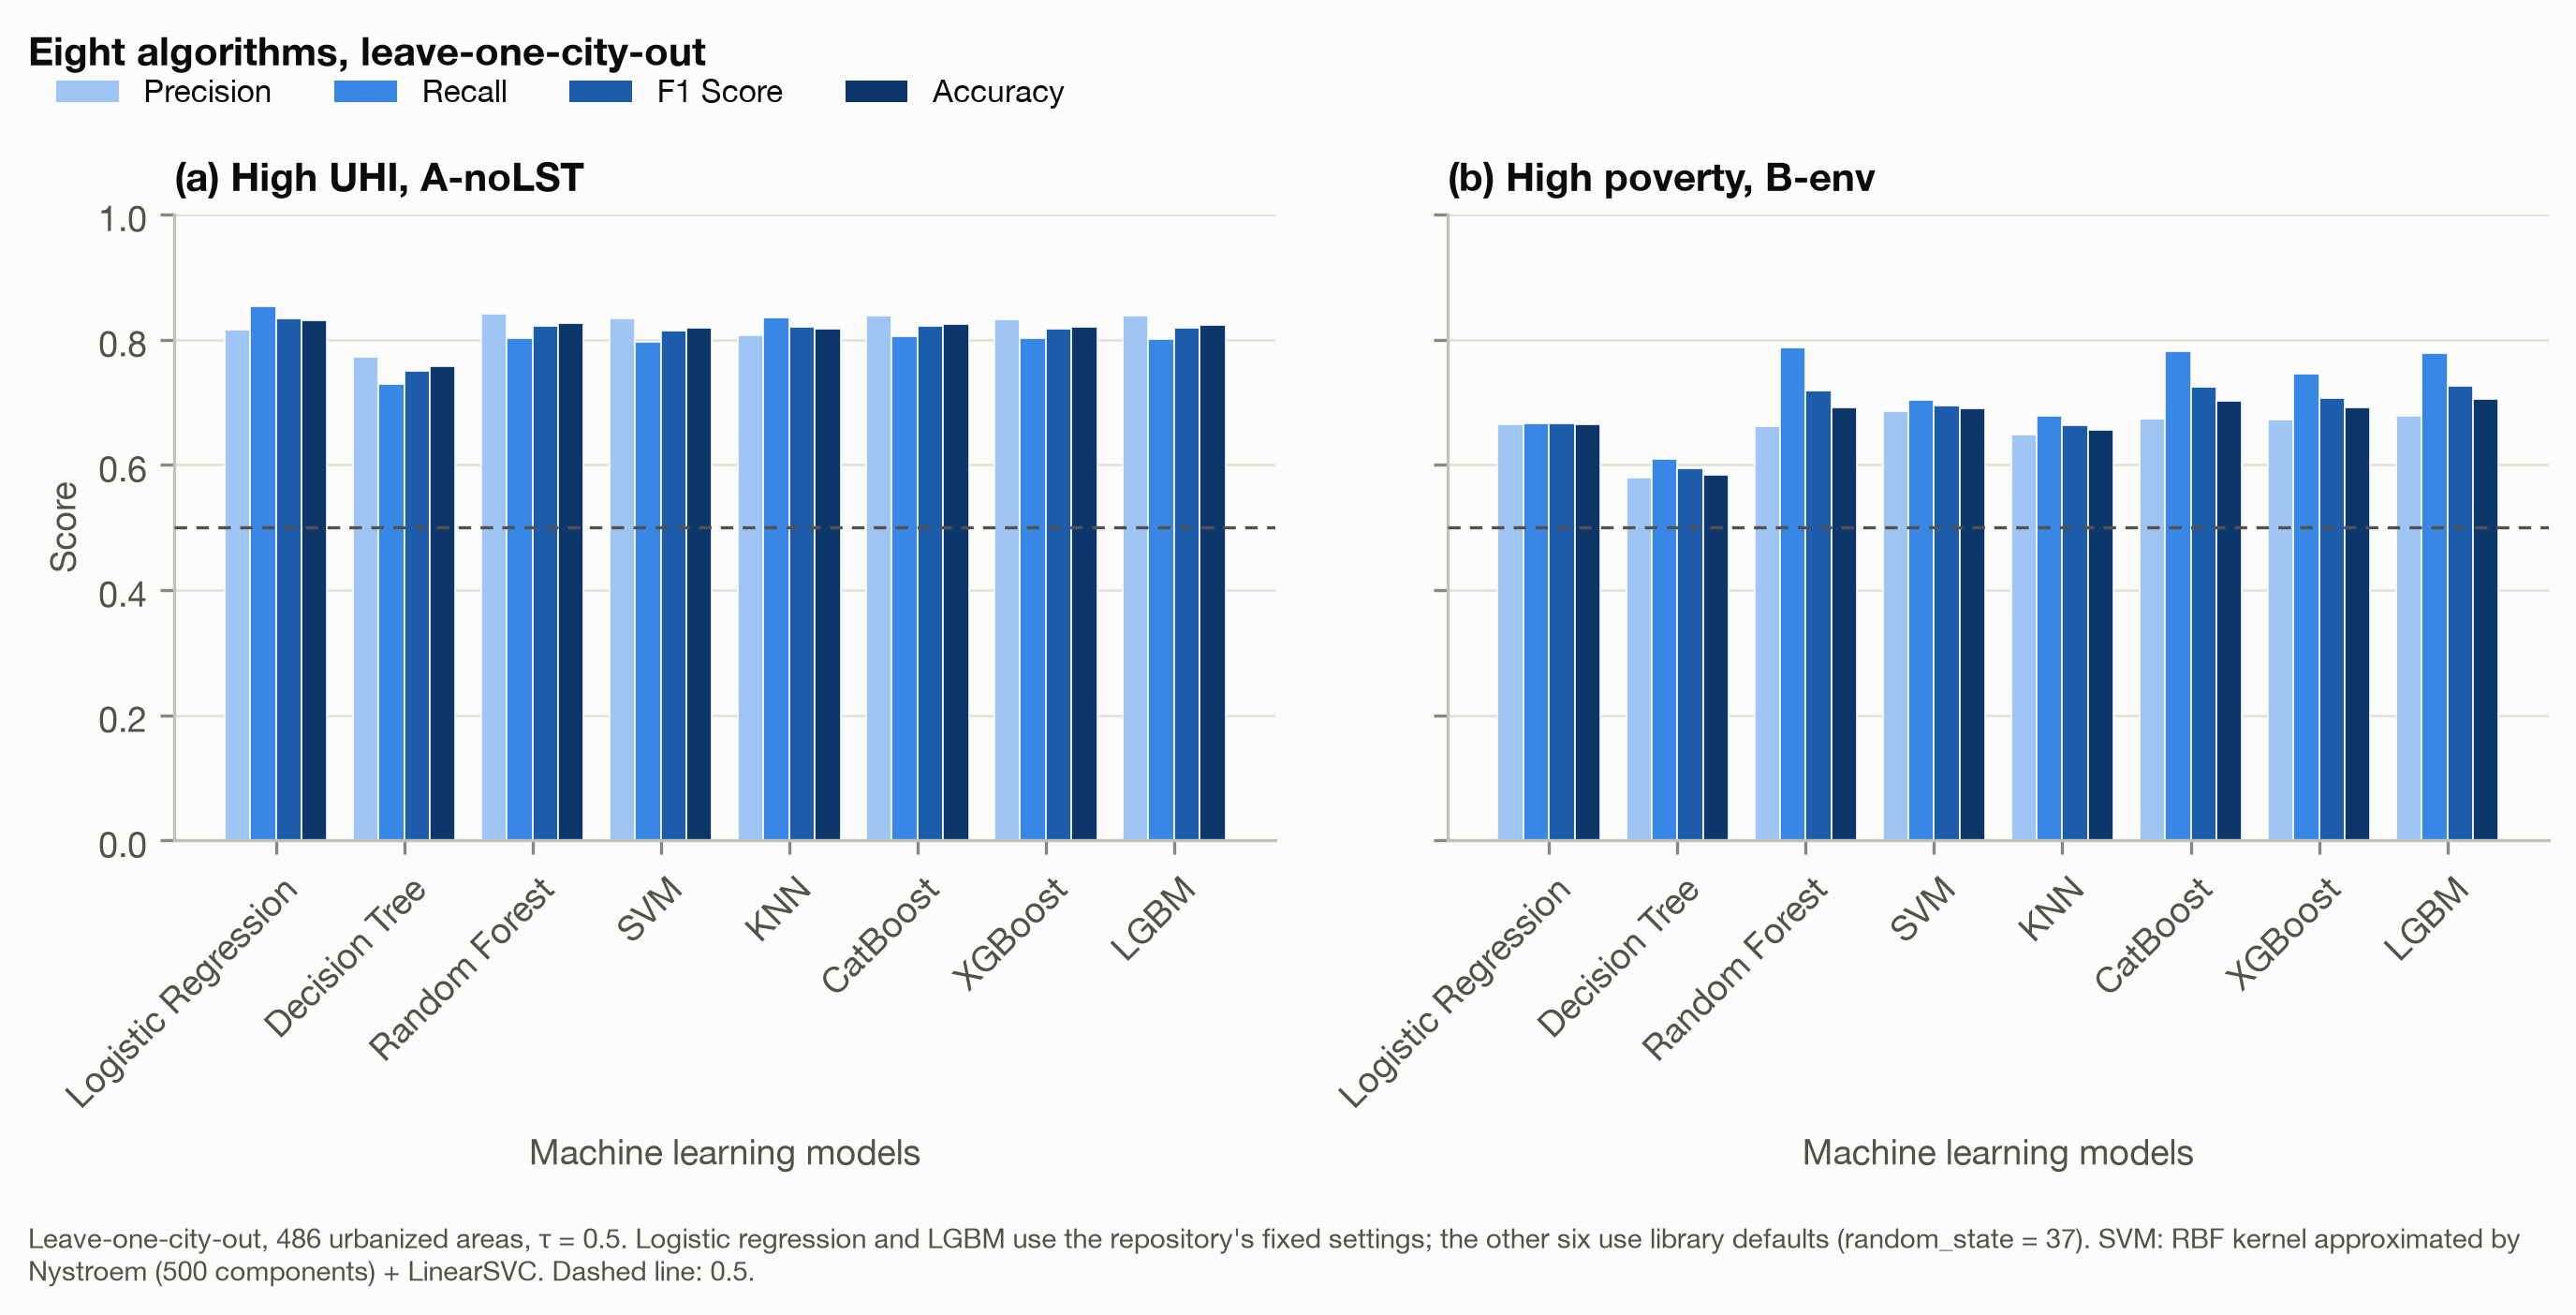 Eight algorithms, leave-one-city-out
Precision Recall F1 Score Accuracy
(a) High UHI, A-noLST
1.0
0.8
0.6
0.4
0.2
0.0
Score
Logistic Regression
Decision Tree
Random Forest
SVM
KNN
CatBoost
XGBoost
LGBM
Machine learning models
(b) High poverty, B-env
Logistic Regression
Decision Tree
Random Forest
SVM
KNN
CatBoost
XGBoost
LGBM
Machine learning models
Leave-one-city-out, 486 urbanized areas, τ = 0.5. Logistic regression and LGBM use the repository's fixed settings; the other six use library defaults (random_state = 37). SVM: RBF kernel approximated by
Nystroem (500 components) + LinearSVC. Dashed line: 0.5.